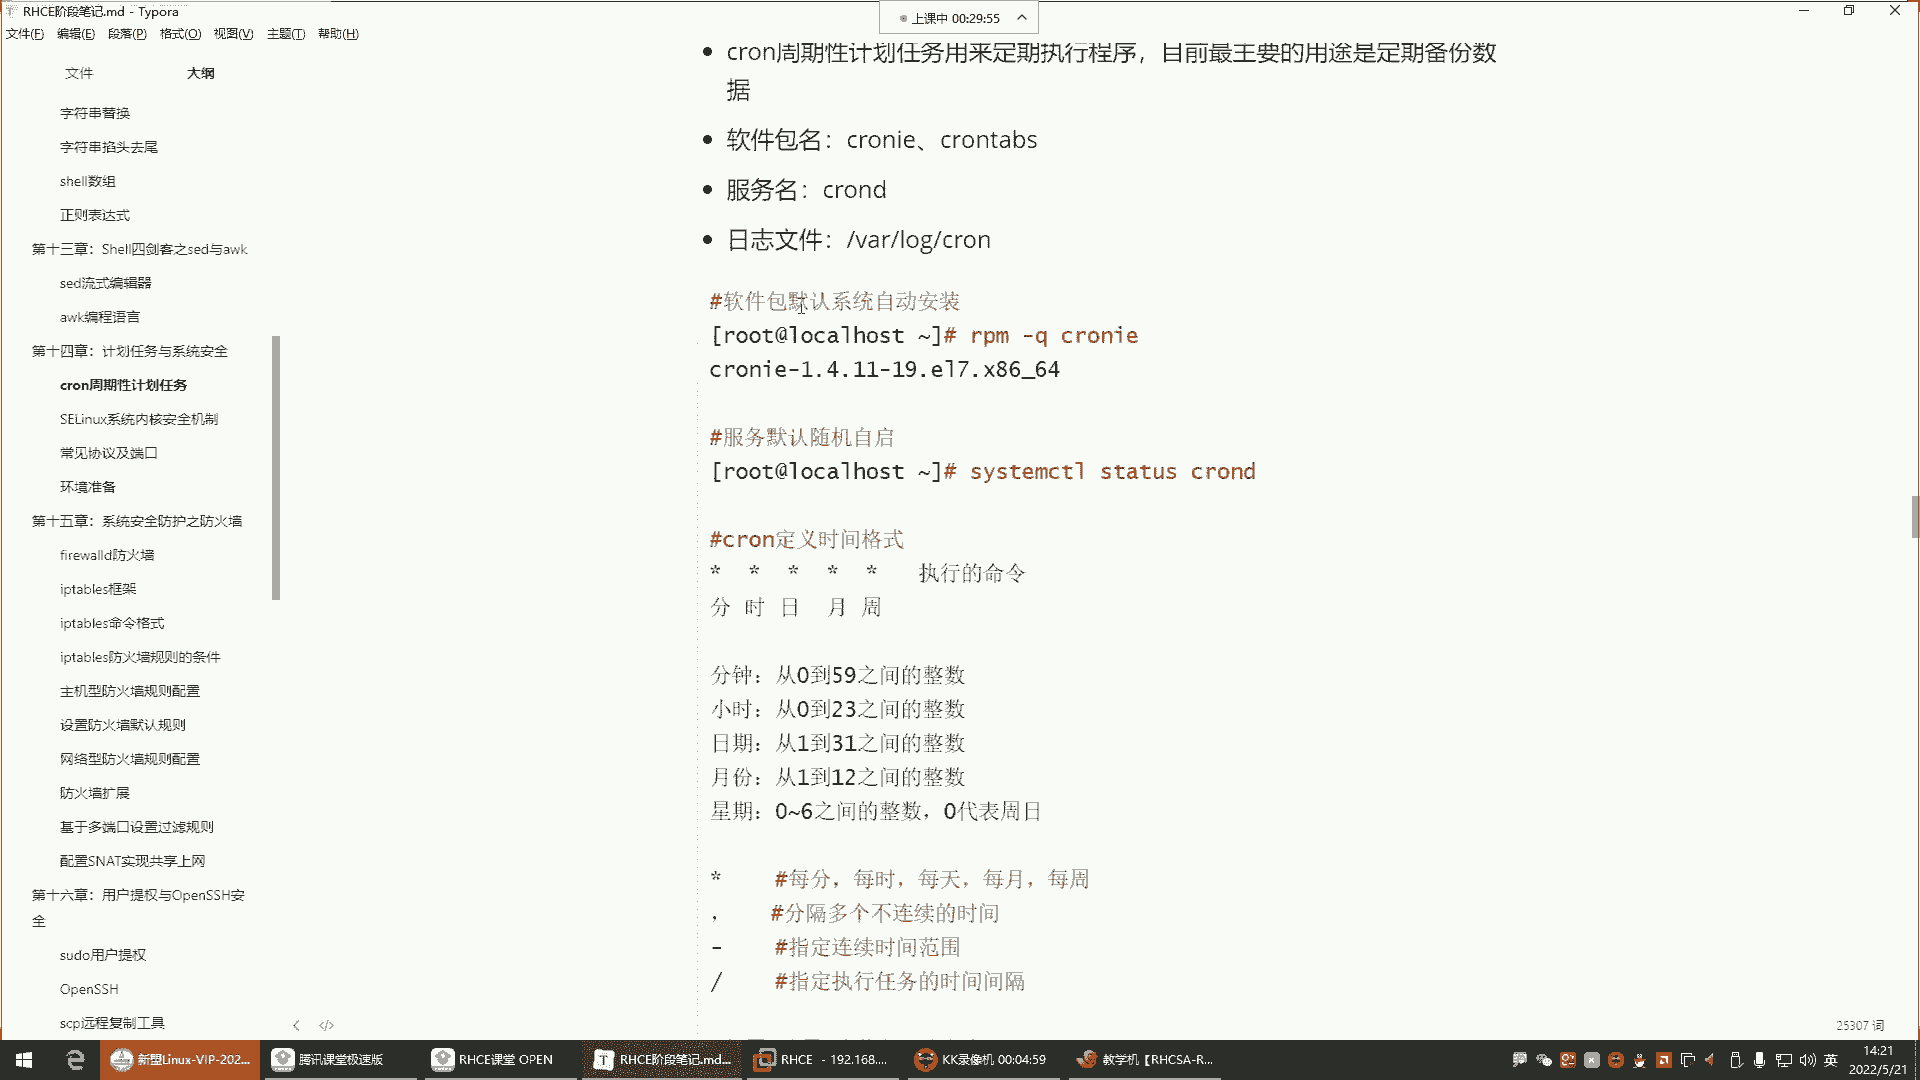 RHCE阶段笔记.md - Typora
上课中 00:29:55
文件(F) 编辑(E) 段落(P) 格式(O) 视图(V) 主题(T) 帮助(H)
文件 大纲
字符串替换
字符串掐头去尾
shell数组
正则表达式
第十三章：Shell四剑客之sed与awk
sed流式编辑器
awk编程语言
第十四章：计划任务与系统安全
cron周期性计划任务
SELinux系统内核安全机制
常见协议及端口
环境准备
第十五章：系统安全防护之防火墙
firewalld防火墙
iptables框架
iptables命令格式
iptables防火墙规则的条件
主机型防火墙规则配置
设置防火墙默认规则
网络型防火墙规则配置
防火墙扩展
基于多端口设置过滤规则
配置SNAT实现共享上网
第十六章：用户提权与OpenSSH安
全
sudo用户提权
OpenSSH
scp远程复制工具
cron周期性计划任务用来定期执行程序，目前最主要的用途是定期备份数
据
软件包名：cronie、crontabs
服务名：crond
日志文件：/var/log/cron
#软件包默认系统自动安装
[root@localhost ~]# rpm -q cronie
cronie-1.4.11-19.el7.x86_64
#服务默认随机自启
[root@localhost ~]# systemctl status crond
#cron定义时间格式
* * * * * 执行的命令
分 时 日 月 周
分钟：从0到59之间的整数
小时：从0到23之间的整数
日期：从1到31之间的整数
月份：从1到12之间的整数
星期：0~6之间的整数，0代表周日
* #每分，每时，每天，每月，每周
， #分隔多个不连续的时间
- #指定连续时间范围
/ #指定执行任务的时间间隔
25307 词
新盟Linux-VIP-202... 腾讯课堂极速版 RHCE课堂 OPEN RHCE阶段笔记.md... RHCE - 192.168.... KK录像机 00:04:59 教学机【RHCSA-R... 英
14:21
2022/5/21